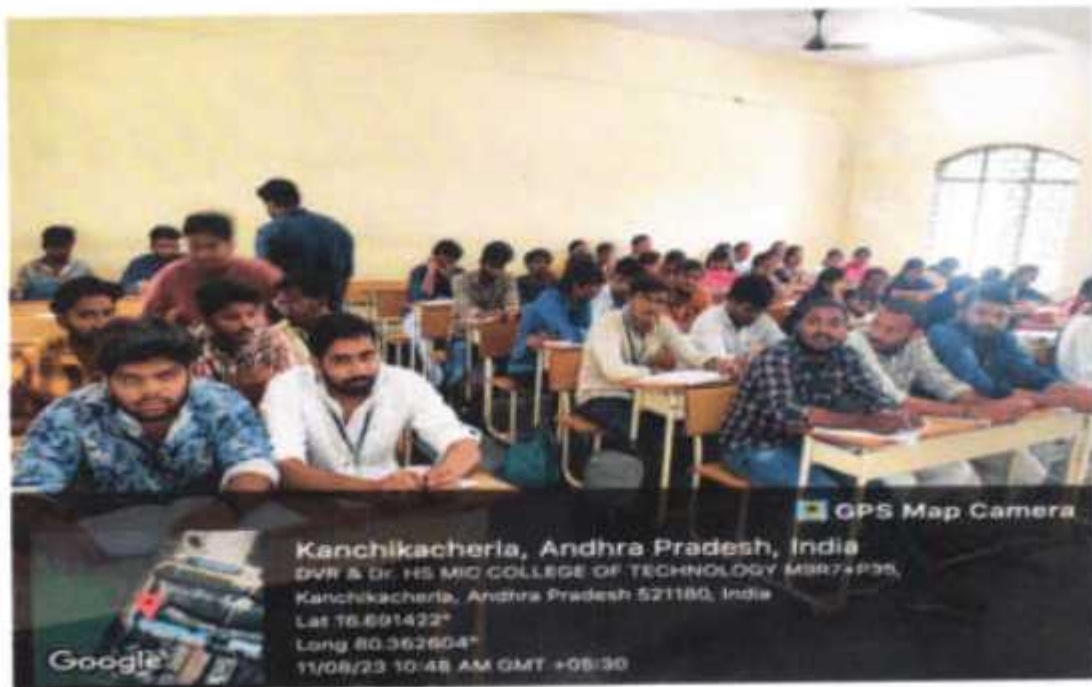 GPS Map Camera
Kanchikacherla, Andhra Pradesh, India
DVR & Dr. HS MIC COLLEGE OF TECHNOLOGY
Kanchikacherla, Andhra Pradesh 521180, India
Lat 16.691422°
Long 80.362604°
11/08/23 10:48 AM GMT +05:30
Google